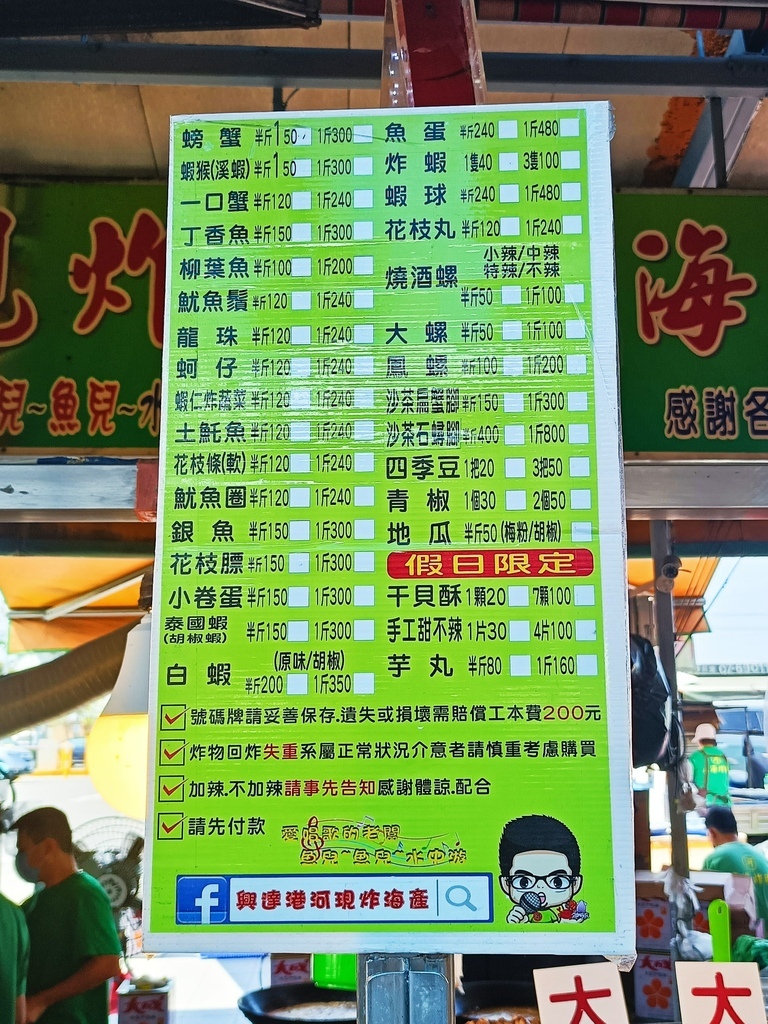 現炸海
兒~魚兒~水
感謝各
螃蟹 半斤150 1斤300
蝦猴(溪蝦) 半斤150 1斤300
一口蟹 半斤120 1斤240
丁香魚 半斤150 1斤300
柳葉魚 半斤100 1斤200
魷魚鬚 半斤120 1斤240
龍珠 半斤120 1斤240
蚵仔 半斤120 1斤240
蝦仁炸蔬菜 半斤120 1斤240
土魠魚 半斤120 1斤240
花枝條(軟) 半斤120 1斤240
魷魚圈 半斤120 1斤240
銀魚 半斤150 1斤300
花枝膘 半斤150 1斤300
小卷蛋 半斤150 1斤300
泰國蝦(胡椒蝦) 半斤150 1斤300
白蝦 (原味/胡椒) 半斤200 1斤350
魚蛋 半斤240 1斤480
炸蝦 1隻40 3隻100
蝦球 半斤240 1斤480
花枝丸 半斤120 1斤240
燒酒螺 小辣/中辣 特辣/不辣
半斤50 1斤100
大螺 半斤50 1斤100
鳳螺 半斤100 1斤200
沙茶扁蟹腳 半斤150 1斤300
沙茶石蟳腳 半斤400 1斤800
四季豆 1把20 3把50
青椒 1個30 2個50
地瓜 半斤50 (梅粉/胡椒)
假日限定
干貝酥 1顆20 7顆100
手工甜不辣 1片30 4片100
芋丸 半斤80 1斤160
號碼牌請妥善保存.遺失或損壞需賠償工本費200元
炸物回炸失重系屬正常狀況介意者請慎重考慮購買
加辣.不加辣請事先告知感謝體諒.配合
請先付款
愛唱歌的老闆
魚兒~魚兒~水中游
f 興達港河現炸海產
大
大